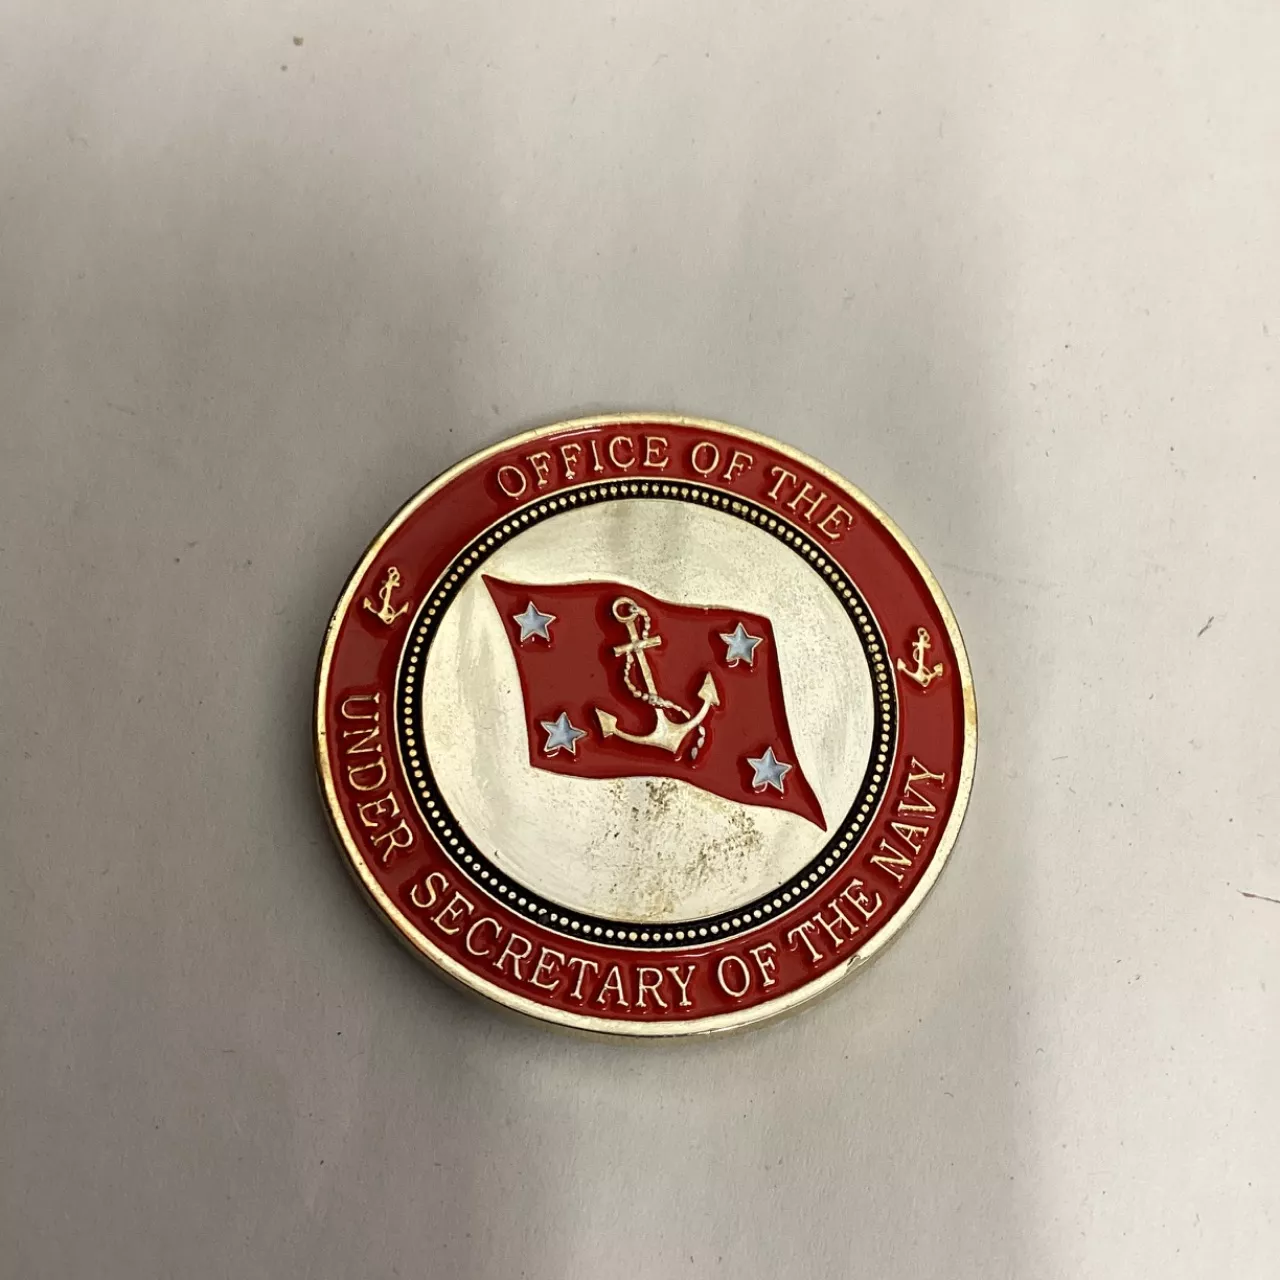 OFFICE OF THE
UNDER SECRETARY OF THE NAVY